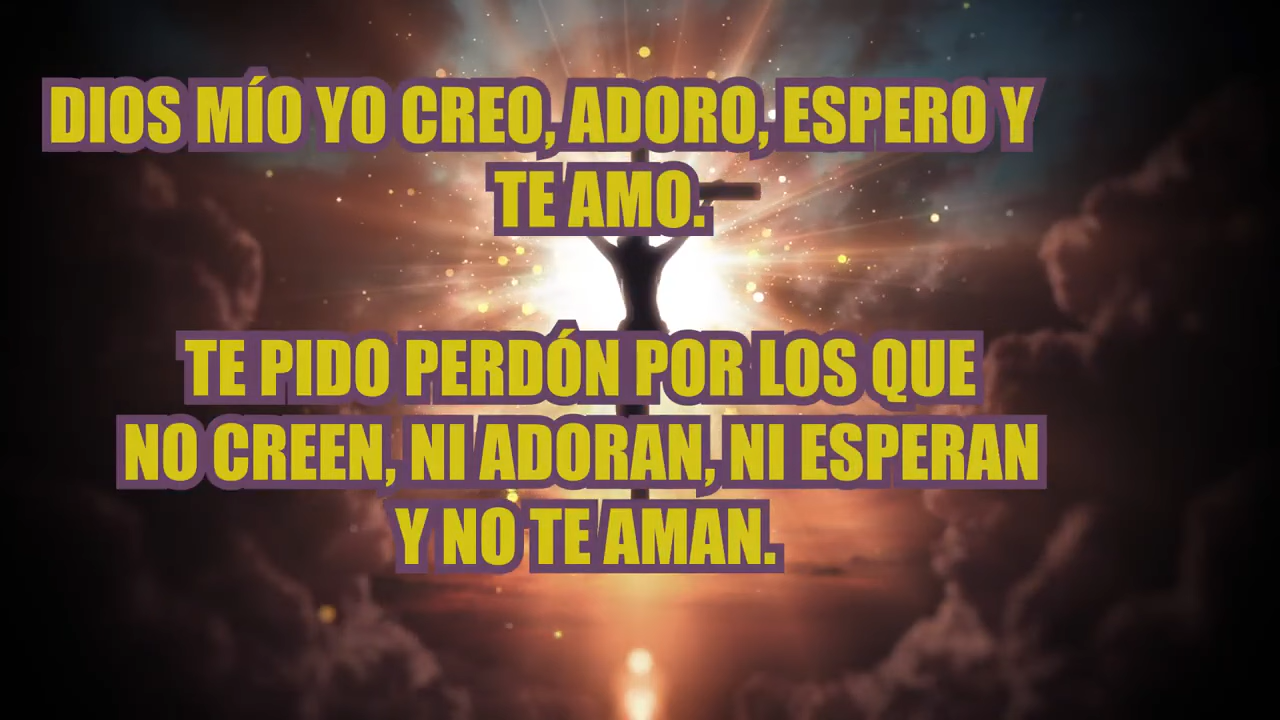 DIOS MÍO YO CREO, ADORO, ESPERO Y
TE AMO.
TE PIDO PERDÓN POR LOS QUE
NO CREEN, NI ADORAN, NI ESPERAN
Y NO TE AMAN.